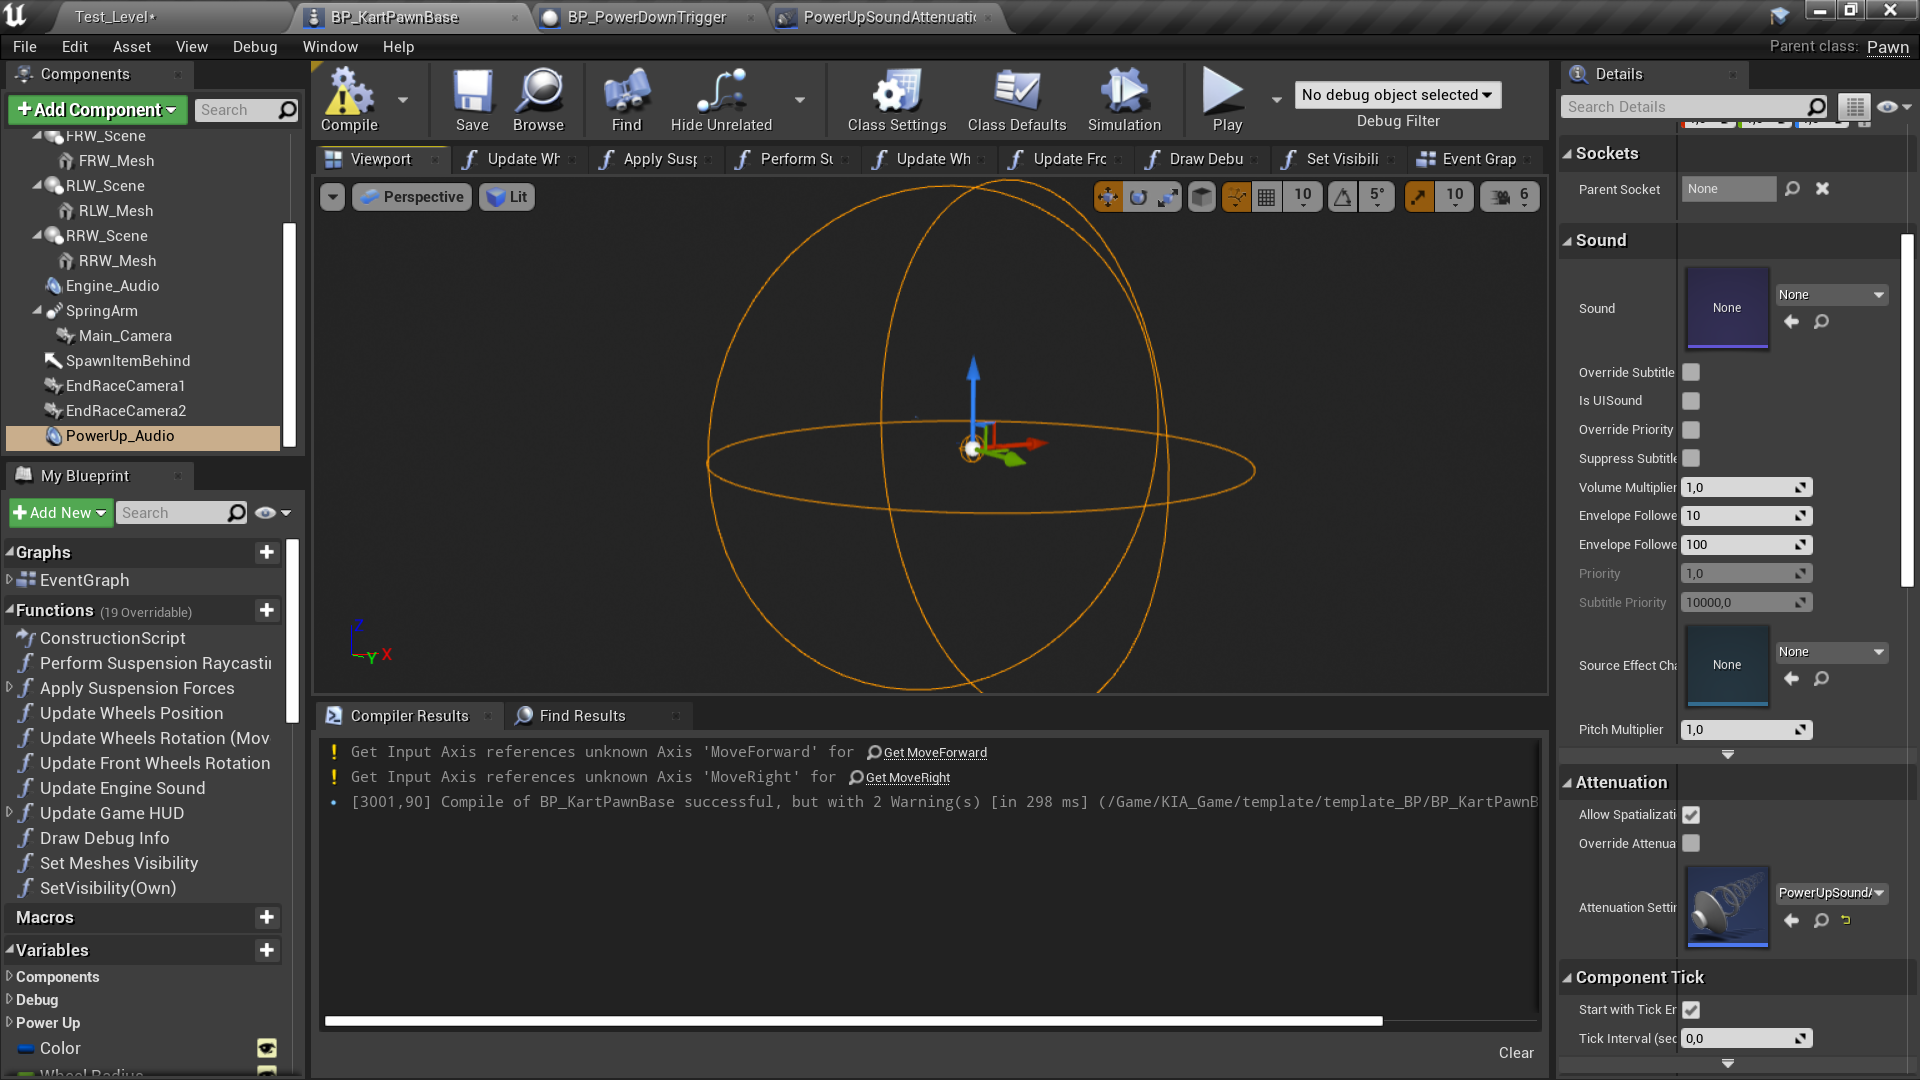 Test_Level*
BP_KartPawnBase
BP_PowerDownTrigger
PowerUpSoundAttenuatio
File
Edit
Asset
View
Debug
Window
Help
Parent class: Pawn
Components
Add Component
Search
FRW_Scene
FRW_Mesh
RLW_Scene
RLW_Mesh
RRW_Scene
RRW_Mesh
Engine_Audio
SpringArm
Main_Camera
SpawnItemBehind
EndRaceCamera1
EndRaceCamera2
PowerUp_Audio
My Blueprint
Add New
Search
Graphs
EventGraph
Functions (19 Overridable)
ConstructionScript
Perform Suspension Raycastin
Apply Suspension Forces
Update Wheels Position
Update Wheels Rotation (Mov
Update Front Wheels Rotation
Update Engine Sound
Update Game HUD
Draw Debug Info
Set Meshes Visibility
SetVisibility(Own)
Macros
Variables
Components
Debug
Power Up
Color
Wheel Radius
Compile
Save
Browse
Find
Hide Unrelated
Class Settings
Class Defaults
Simulation
Play
No debug object selected
Debug Filter
Viewport
Update Wh
Apply Susp
Perform Su
Update Wh
Update Fro
Draw Debu
Set Visibili
Event Grap
Perspective
Lit
10
5°
10
6
Z
Y
X
Compiler Results
Find Results
Get Input Axis references unknown Axis 'MoveForward' for Get MoveForward
Get Input Axis references unknown Axis 'MoveRight' for Get MoveRight
[3001,90] Compile of BP_KartPawnBase successful, but with 2 Warning(s) [in 298 ms] (/Game/KIA_Game/template/template_BP/BP_KartPawnB
Clear
Details
Search Details
Sockets
Parent Socket
None
Sound
Sound
None
None
Override Subtitle
Is UISound
Override Priority
Suppress Subtitle
Volume Multiplier
1,0
Envelope Followe
10
Envelope Followe
100
Priority
1,0
Subtitle Priority
10000,0
Source Effect Cha
None
None
Pitch Multiplier
1,0
Attenuation
Allow Spatializati
Override Attenua
Attenuation Settin
PowerUpSoundA
Component Tick
Start with Tick En
Tick Interval (sec
0,0